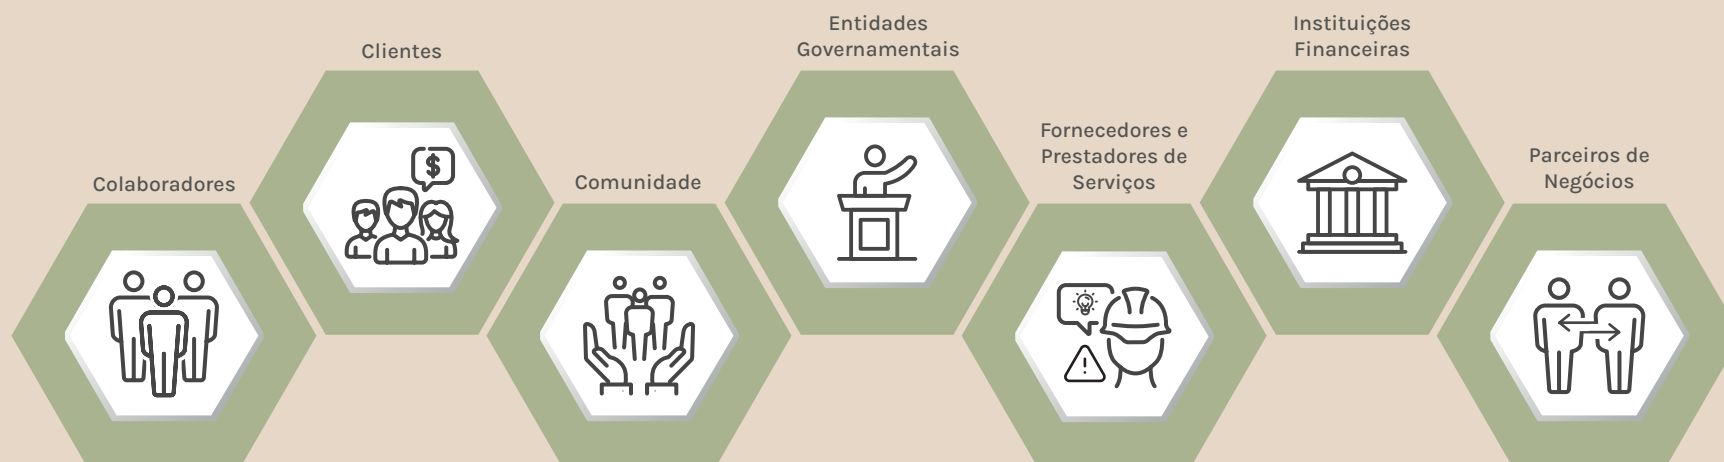 Colaboradores
Clientes
Comunidade
Entidades
Governamentais
Fornecedores e
Prestadores de
Serviços
Instituições
Financeiras
Parceiros de
Negócios